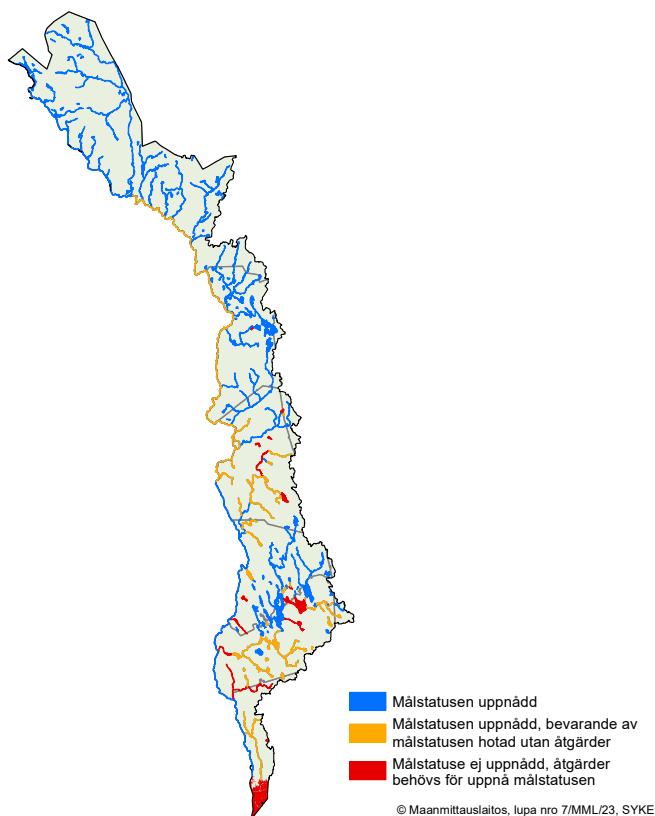 Målstatusen uppnådd
Målstatusen uppnådd, bevarande av
målstatusen hotad utan åtgärder
Målstatuse ej uppnådd, åtgärder
behövs för uppnå målstatusen
© Maanmittauslaitos, lupa nro 7/MML/23, SYKE